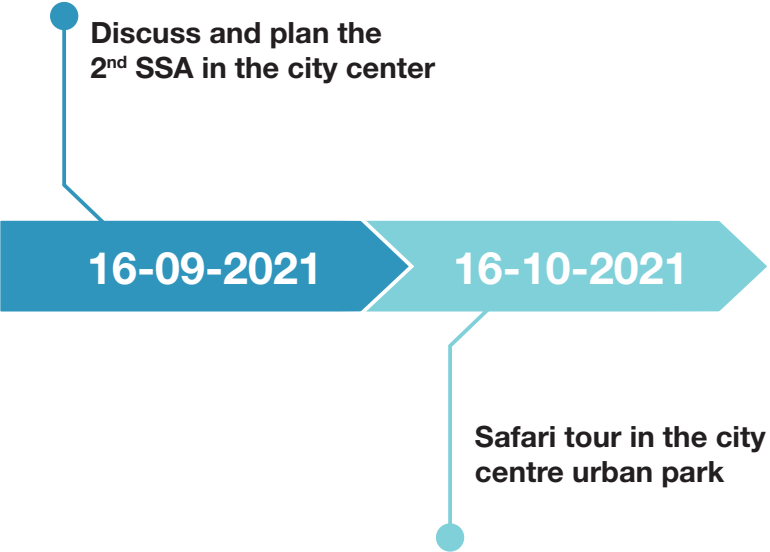 Discuss and plan the
2nd SSA in the city center
16-09-2021
16-10-2021
Safari tour in the city
centre urban park